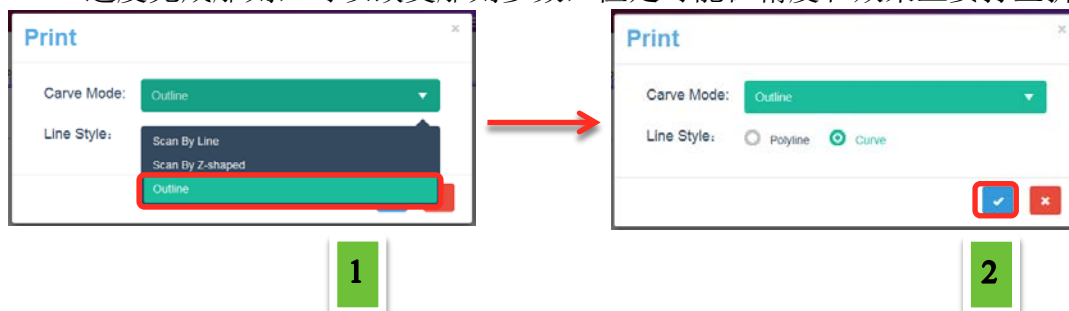 Print ×
Carve Mode: Outline
Line Style:
Scan By Line
Scan By Z-shaped
Outline
1
Print ×
Carve Mode: Outline
Line Style: Polyline Curve
2